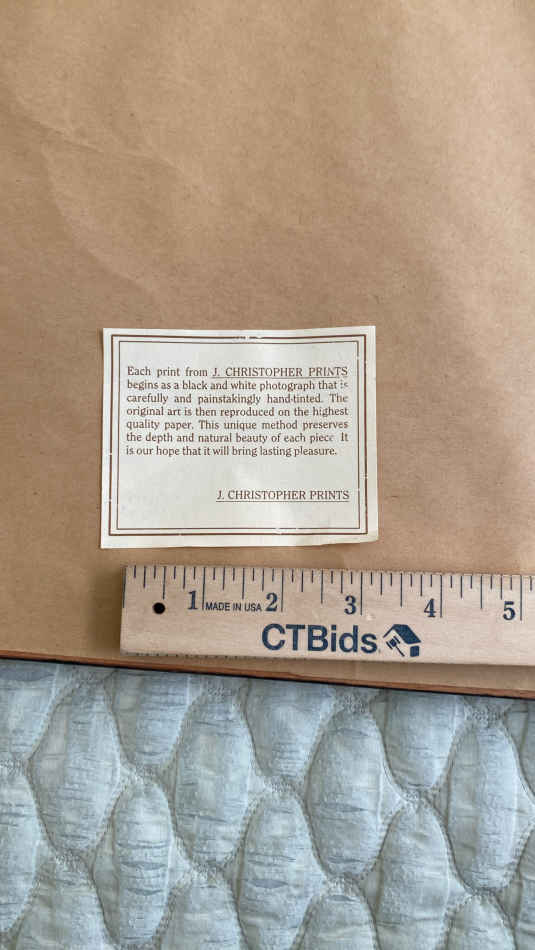 Each print from J. CHRISTOPHER PRINTS
begins as a black and white photograph that is
carefully and painstakingly hand-tinted. The
original art is then reproduced on the highest
quality paper. This unique method preserves
the depth and natural beauty of each piece It
is our hope that it will bring lasting pleasure.
J. CHRISTOPHER PRINTS
1 MADE IN USA 2 3 4 5
CTBids